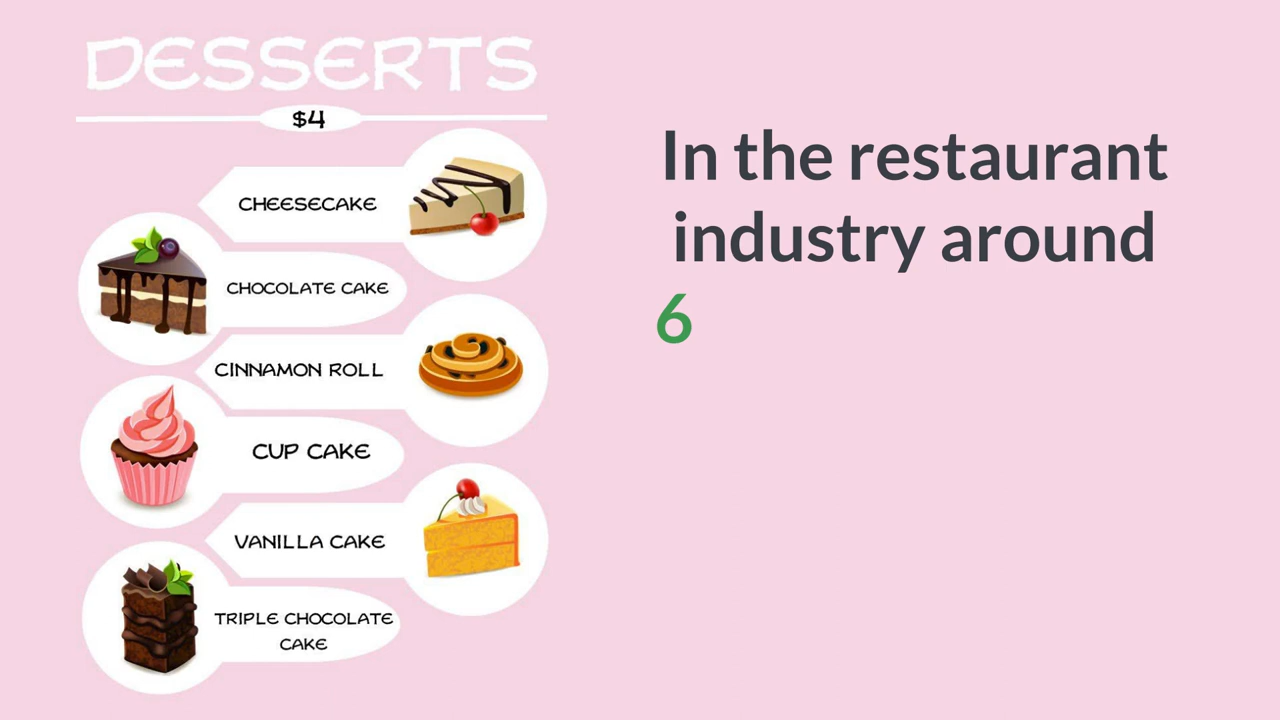 DESSERTS
$4
CHEESECAKE
CHOCOLATE CAKE
CINNAMON ROLL
CUP CAKE
VANILLA CAKE
TRIPLE CHOCOLATE
CAKE
In the restaurant
industry around
6